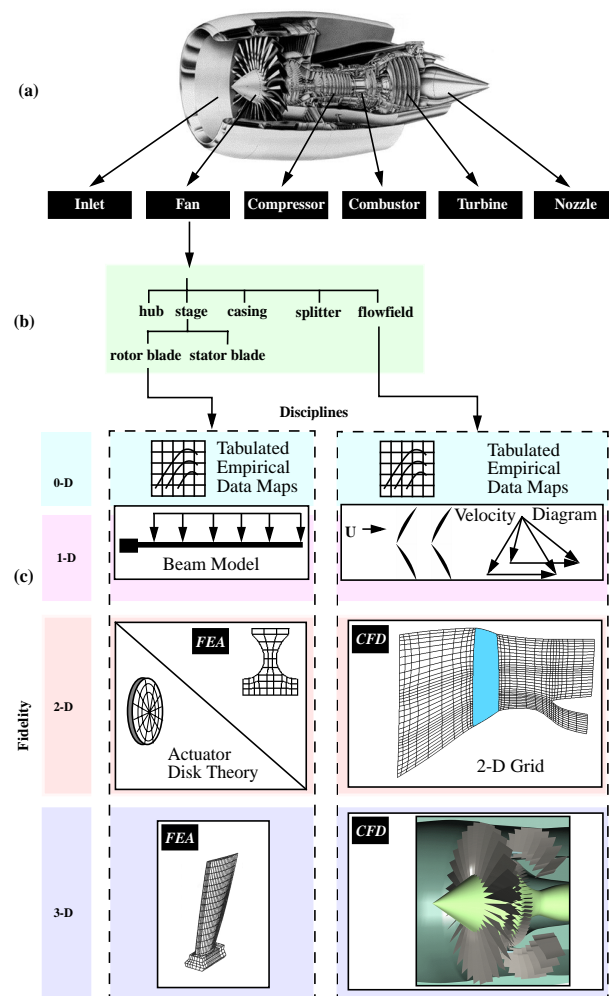 (a)
Inlet
Fan
Compressor
Combustor
Turbine
Nozzle
(b)
hub
stage
casing
splitter
flowfield
rotor blade
stator blade
Disciplines
(c)
Fidelity
0-D
Tabulated
Empirical
Data Maps
Tabulated
Empirical
Data Maps
1-D
Beam Model
U
Velocity
Diagram
2-D
FEA
Actuator
Disk Theory
CFD
2-D Grid
3-D
FEA
CFD